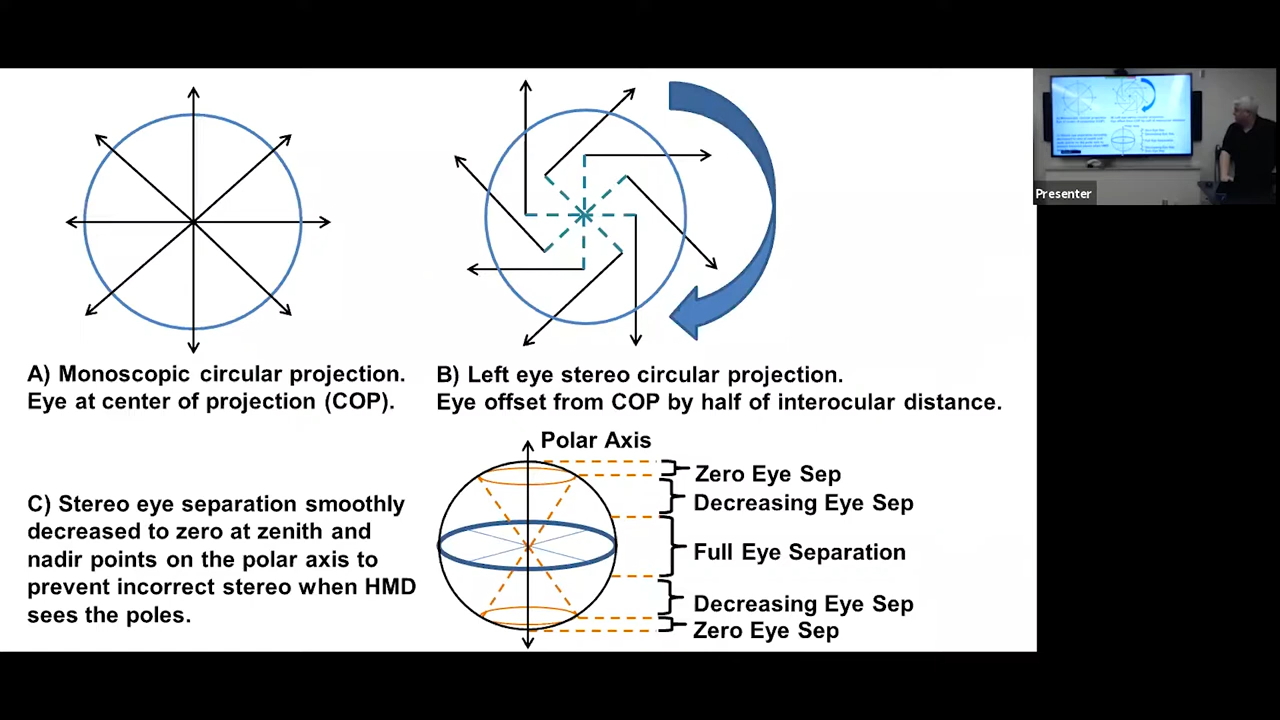 A) Monoscopic circular projection.
Eye at center of projection (COP).
B) Left eye stereo circular projection.
Eye offset from COP by half of interocular distance.
C) Stereo eye separation smoothly
decreased to zero at zenith and
nadir points on the polar axis to
prevent incorrect stereo when HMD
sees the poles.
Polar Axis
Zero Eye Sep
Decreasing Eye Sep
Full Eye Separation
Decreasing Eye Sep
Zero Eye Sep
Presenter